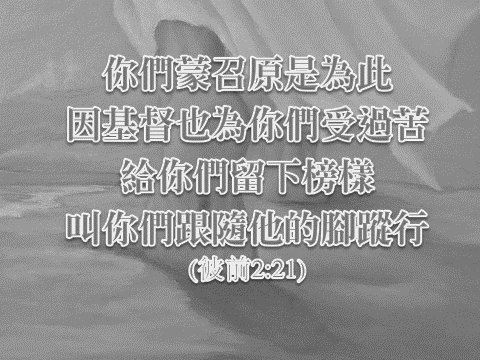 你們蒙召原是為此
因基督也為你們受過苦
給你們留下榜樣
叫你們跟隨他的腳蹤行
(彼前2:21)